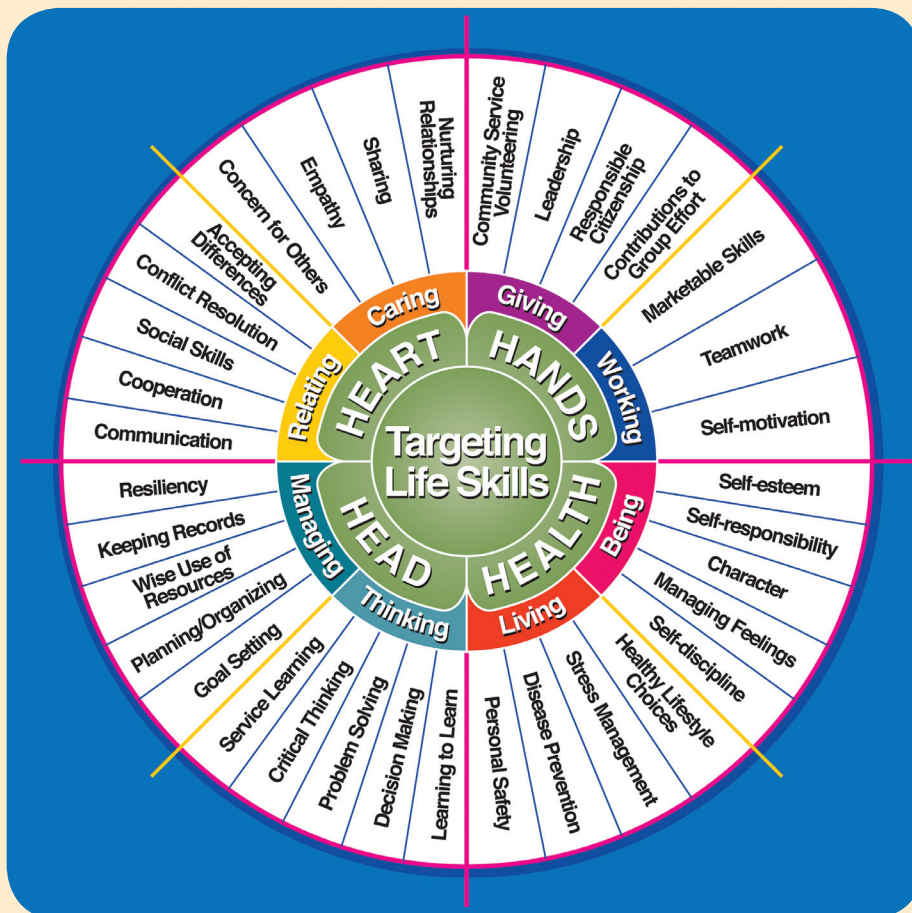 Targeting
Life Skills
HEART
HANDS
HEALTH
HEAD
Caring
Giving
Working
Being
Living
Thinking
Managing
Relating
Nurturing
Relationships
Sharing
Empathy
Concern for Others
Accepting
Differences
Conflict Resolution
Social Skills
Cooperation
Communication
Community Service
Volunteering
Leadership
Responsible
Citizenship
Contributions to
Group Effort
Marketable Skills
Teamwork
Self-motivation
Self-esteem
Self-responsibility
Character
Managing Feelings
Self-discipline
Healthy Lifestyle
Choices
Stress Management
Disease Prevention
Personal Safety
Learning to Learn
Decision Making
Problem Solving
Critical Thinking
Service Learning
Goal Setting
Planning/Organizing
Wise Use of
Resources
Keeping Records
Resiliency